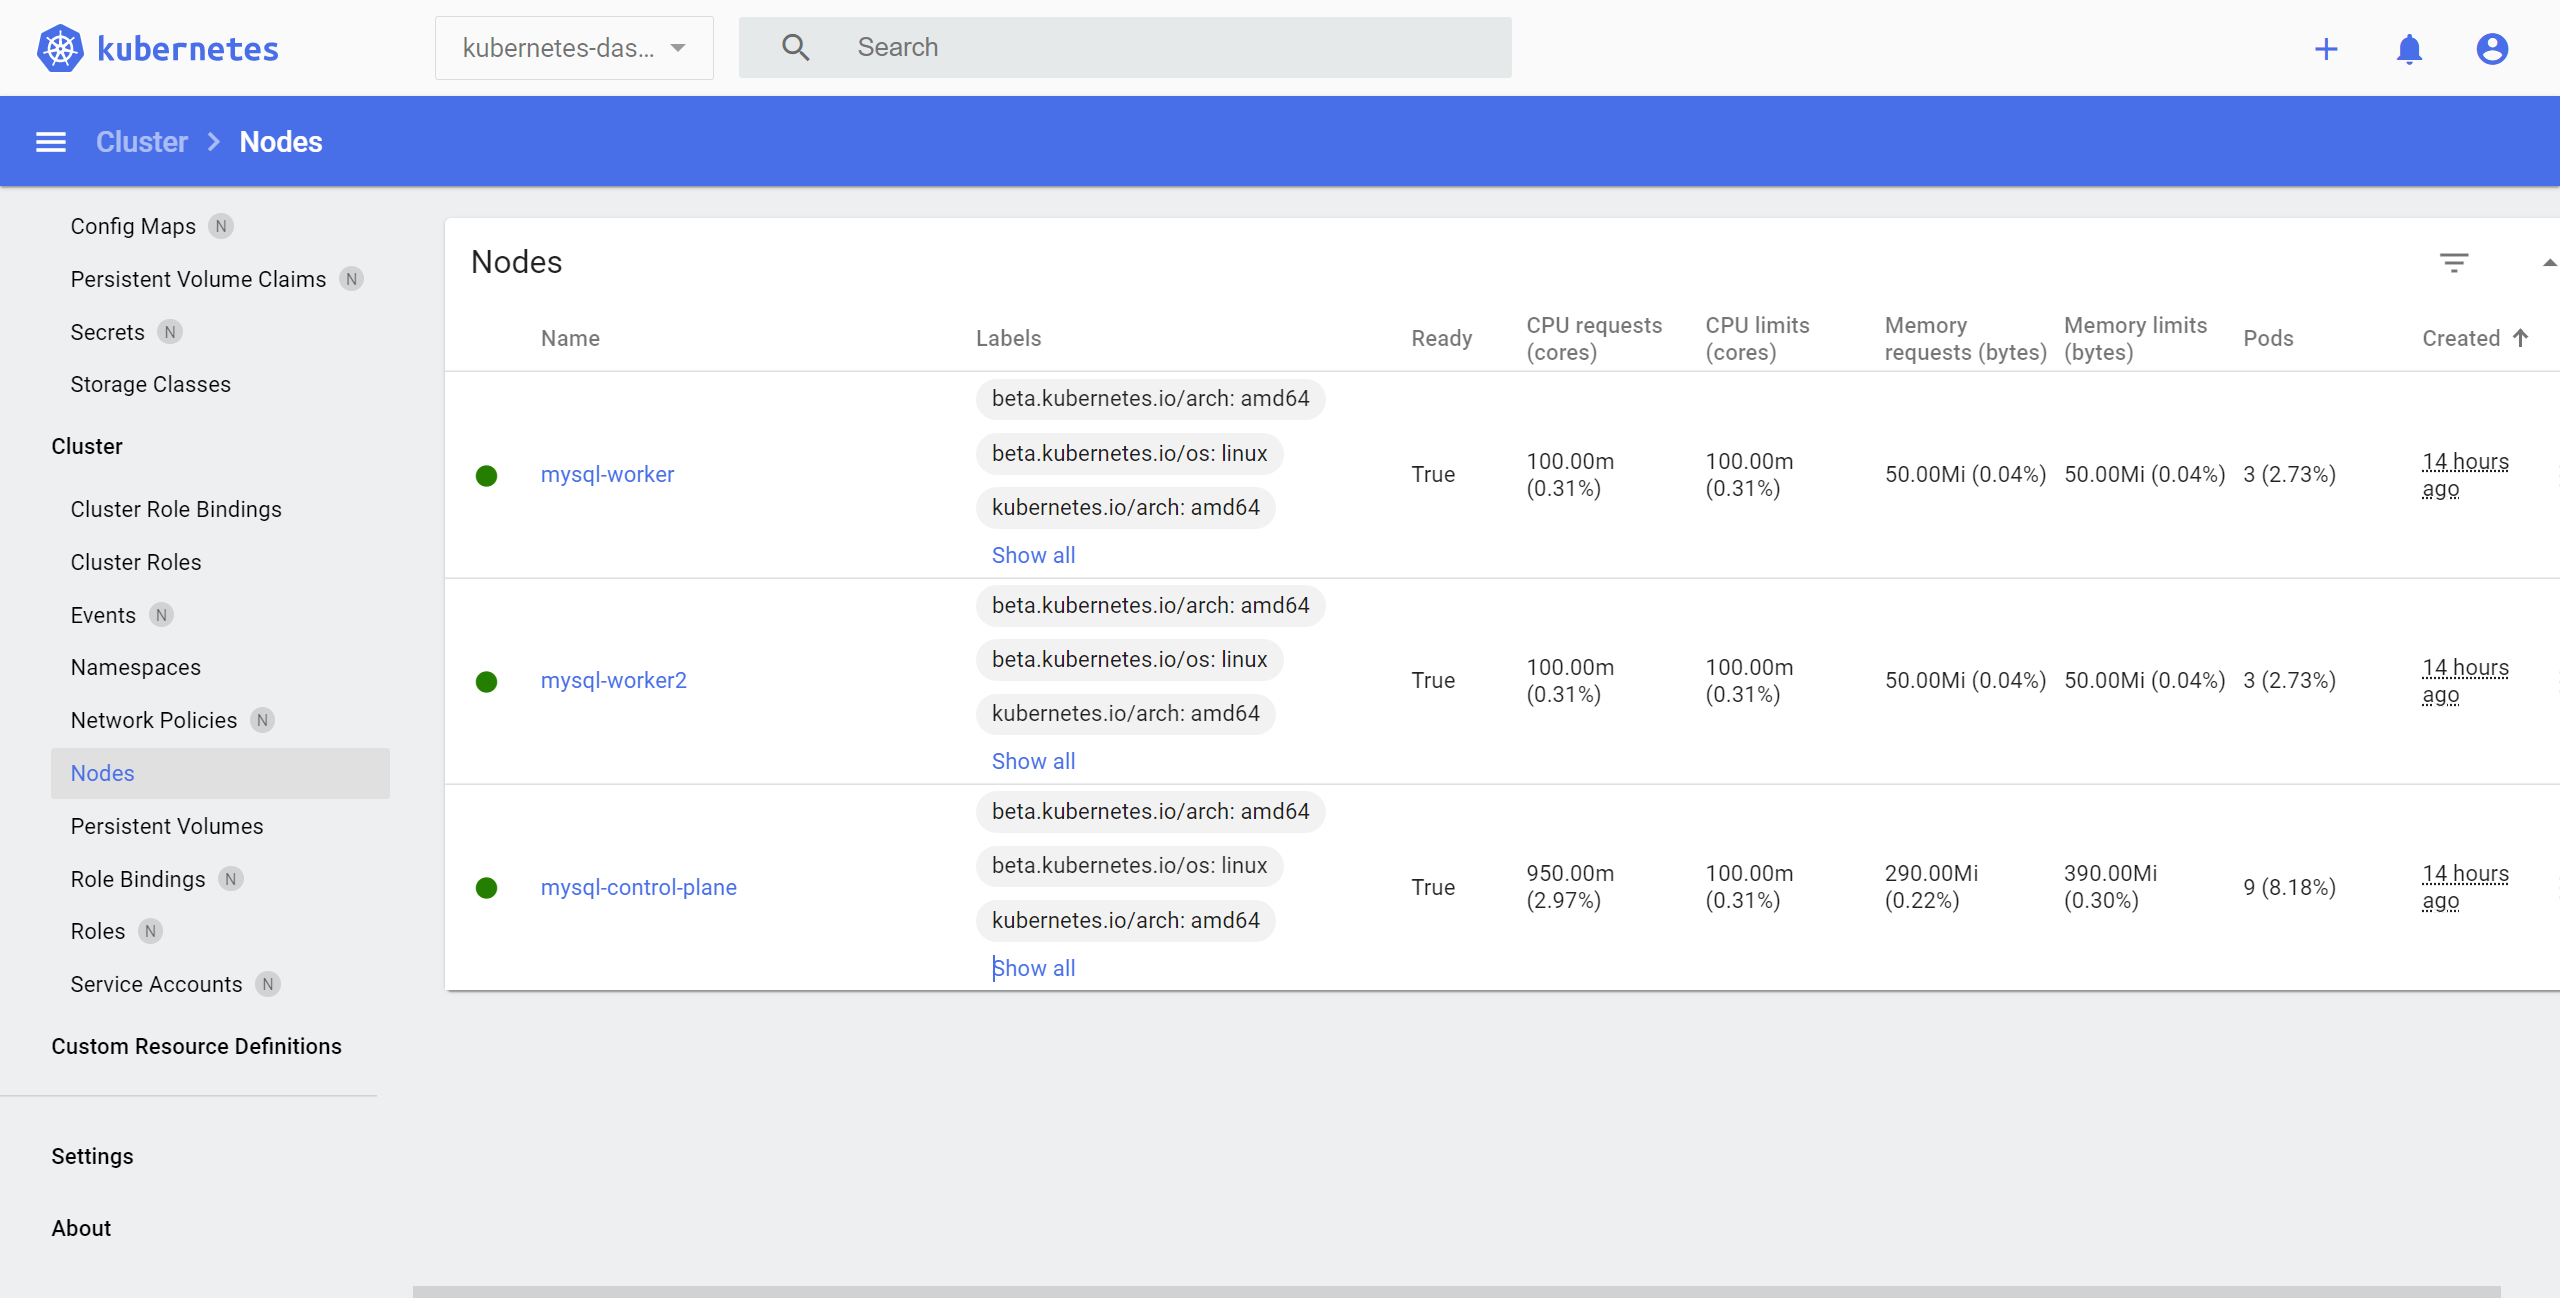 kubernetes
kubernetes-das...
Search
Cluster
Nodes
Config Maps N
Persistent Volume Claims N
Secrets N
Storage Classes
Cluster
Cluster Role Bindings
Cluster Roles
Events N
Namespaces
Network Policies N
Nodes
Persistent Volumes
Role Bindings N
Roles N
Service Accounts N
Custom Resource Definitions
Settings
About
Nodes
Name
Labels
Ready
CPU requests
(cores)
CPU limits
(cores)
Memory
requests (bytes)
Memory limits
(bytes)
Pods
Created
mysql-worker
beta.kubernetes.io/arch: amd64
beta.kubernetes.io/os: linux
kubernetes.io/arch: amd64
Show all
True
100.00m
(0.31%)
100.00m
(0.31%)
50.00Mi (0.04%)
50.00Mi (0.04%)
3 (2.73%)
14 hours
ago
mysql-worker2
beta.kubernetes.io/arch: amd64
beta.kubernetes.io/os: linux
kubernetes.io/arch: amd64
Show all
True
100.00m
(0.31%)
100.00m
(0.31%)
50.00Mi (0.04%)
50.00Mi (0.04%)
3 (2.73%)
14 hours
ago
mysql-control-plane
beta.kubernetes.io/arch: amd64
beta.kubernetes.io/os: linux
kubernetes.io/arch: amd64
Show all
True
950.00m
(2.97%)
100.00m
(0.31%)
290.00Mi
(0.22%)
390.00Mi
(0.30%)
9 (8.18%)
14 hours
ago